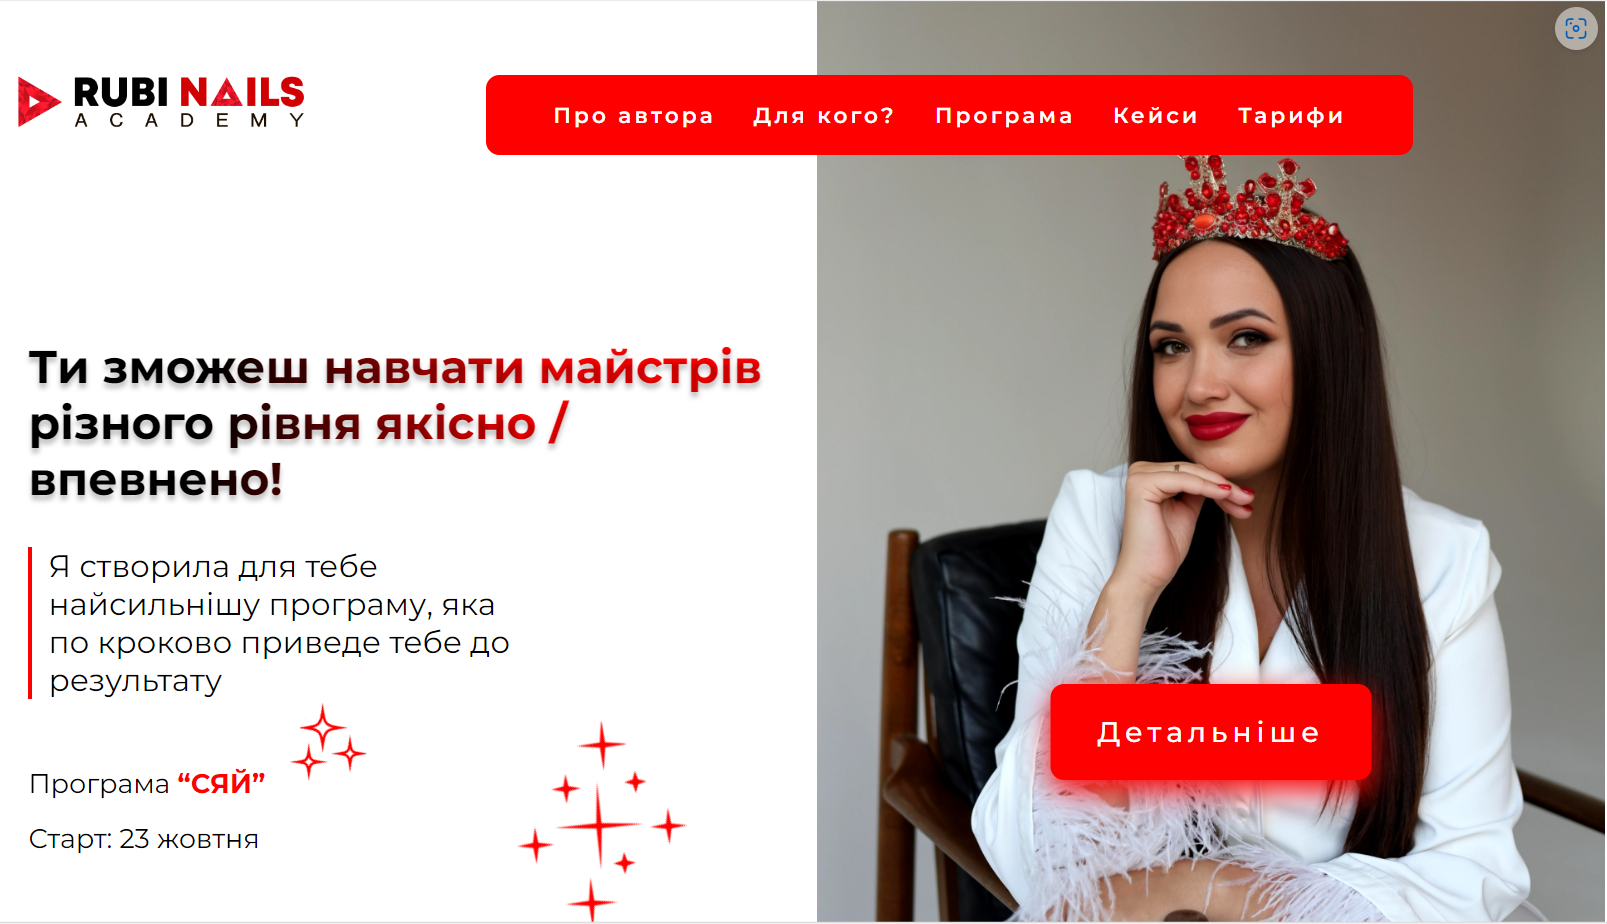 RUBI NAILS
ACADEMY
Про автора Для кого? Програма Кейси Тарифи
Ти зможеш навчати майстрів
різного рівня якісно /
впевнено!
Я створила для тебе
найсильнішу програму, яка
по кроково приведе тебе до
результату
Програма “СЯЙ”
Старт: 23 жовтня
Детальніше